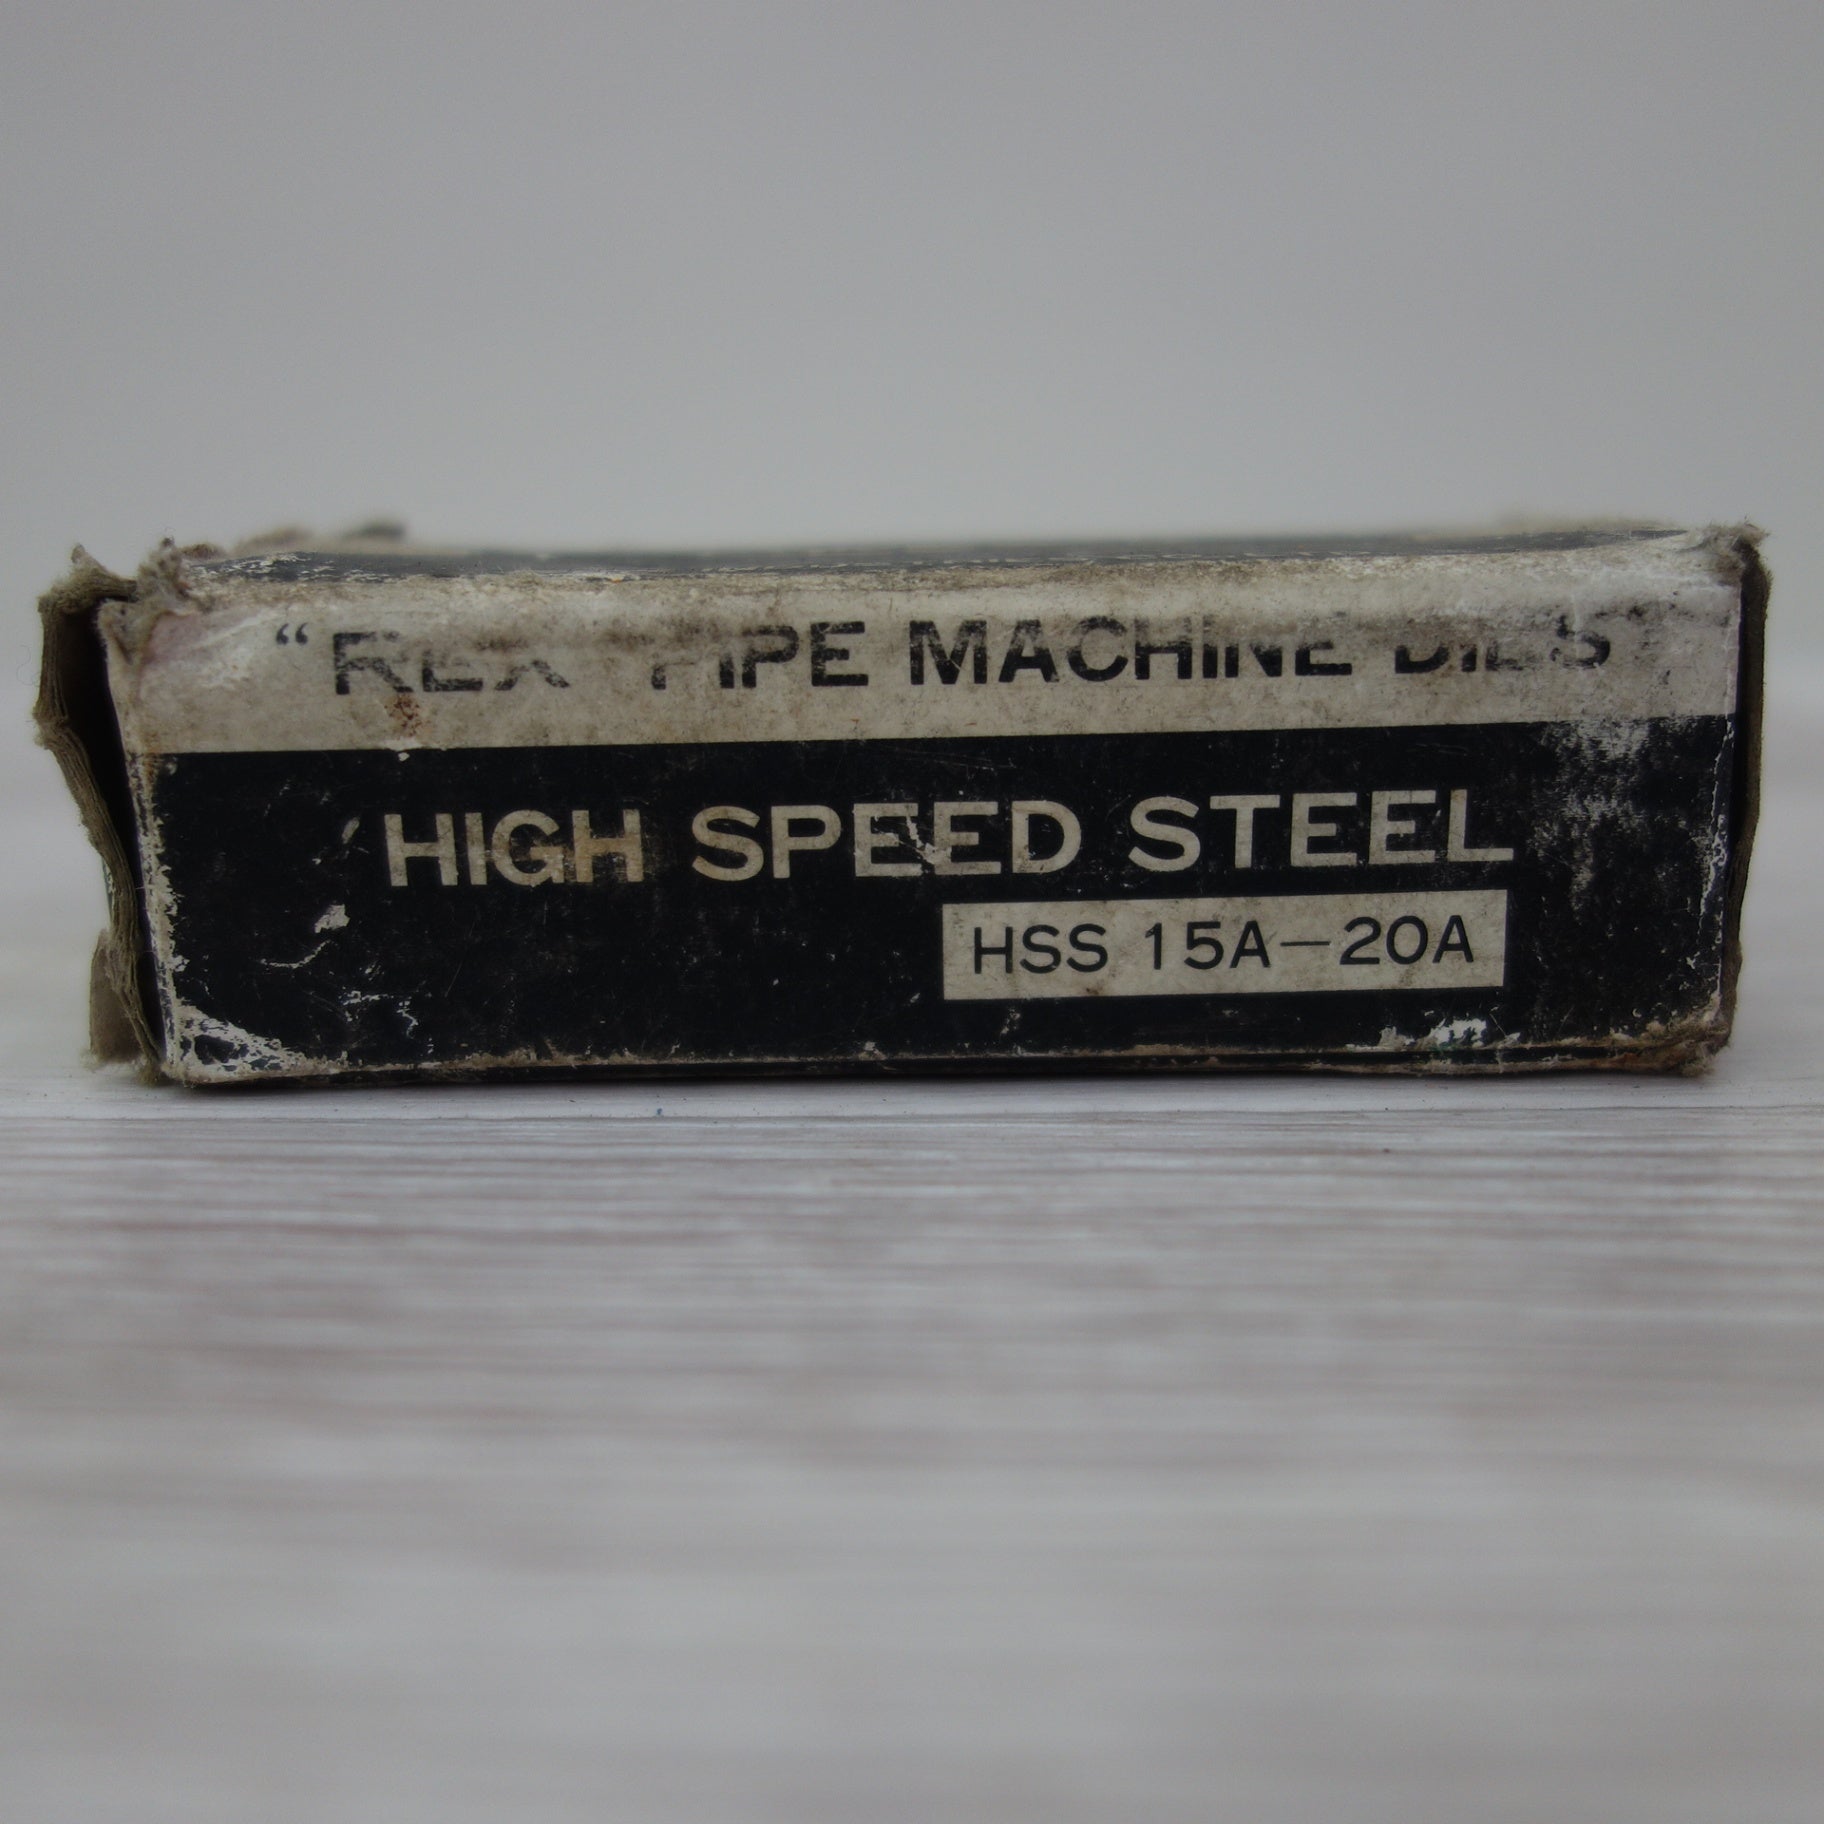 “REX” PIPE MACHINE DIES
HIGH SPEED STEEL
HSS 15A—20A